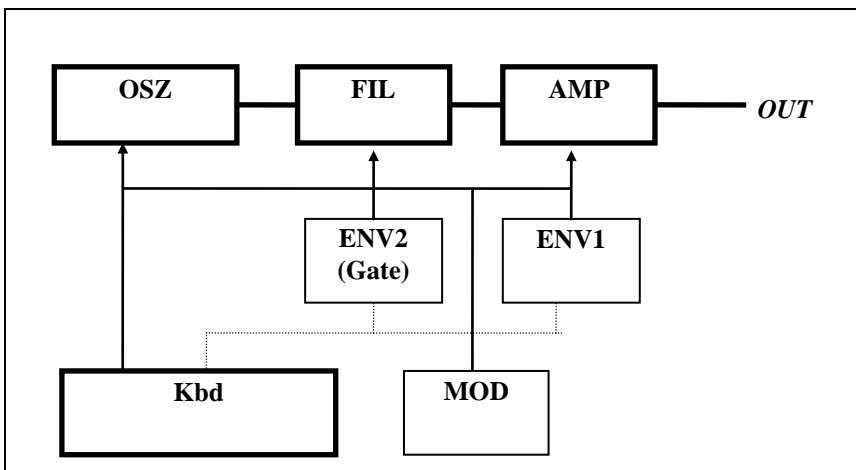 OSZ
FIL
AMP
OUT
ENV2
(Gate)
ENV1
Kbd
MOD